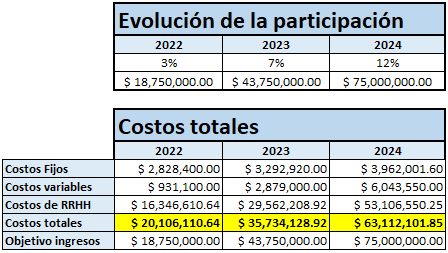 Evolución de la participación
2022 2023 2024
3% 7% 12%
$ 18,750,000.00 $ 43,750,000.00 $ 75,000,000.00
Costos totales
2022 2023 2024
Costos Fijos $ 2,828,400.00 $ 3,292,920.00 $ 3,962,001.60
Costos variables $ 931,100.00 $ 2,879,000.00 $ 6,043,550.00
Costos de RRHH $ 16,346,610.64 $ 29,562,208.92 $ 53,106,550.25
Costos totales $ 20,106,110.64 $ 35,734,128.92 $ 63,112,101.85
Objetivo ingresos $ 18,750,000.00 $ 43,750,000.00 $ 75,000,000.00